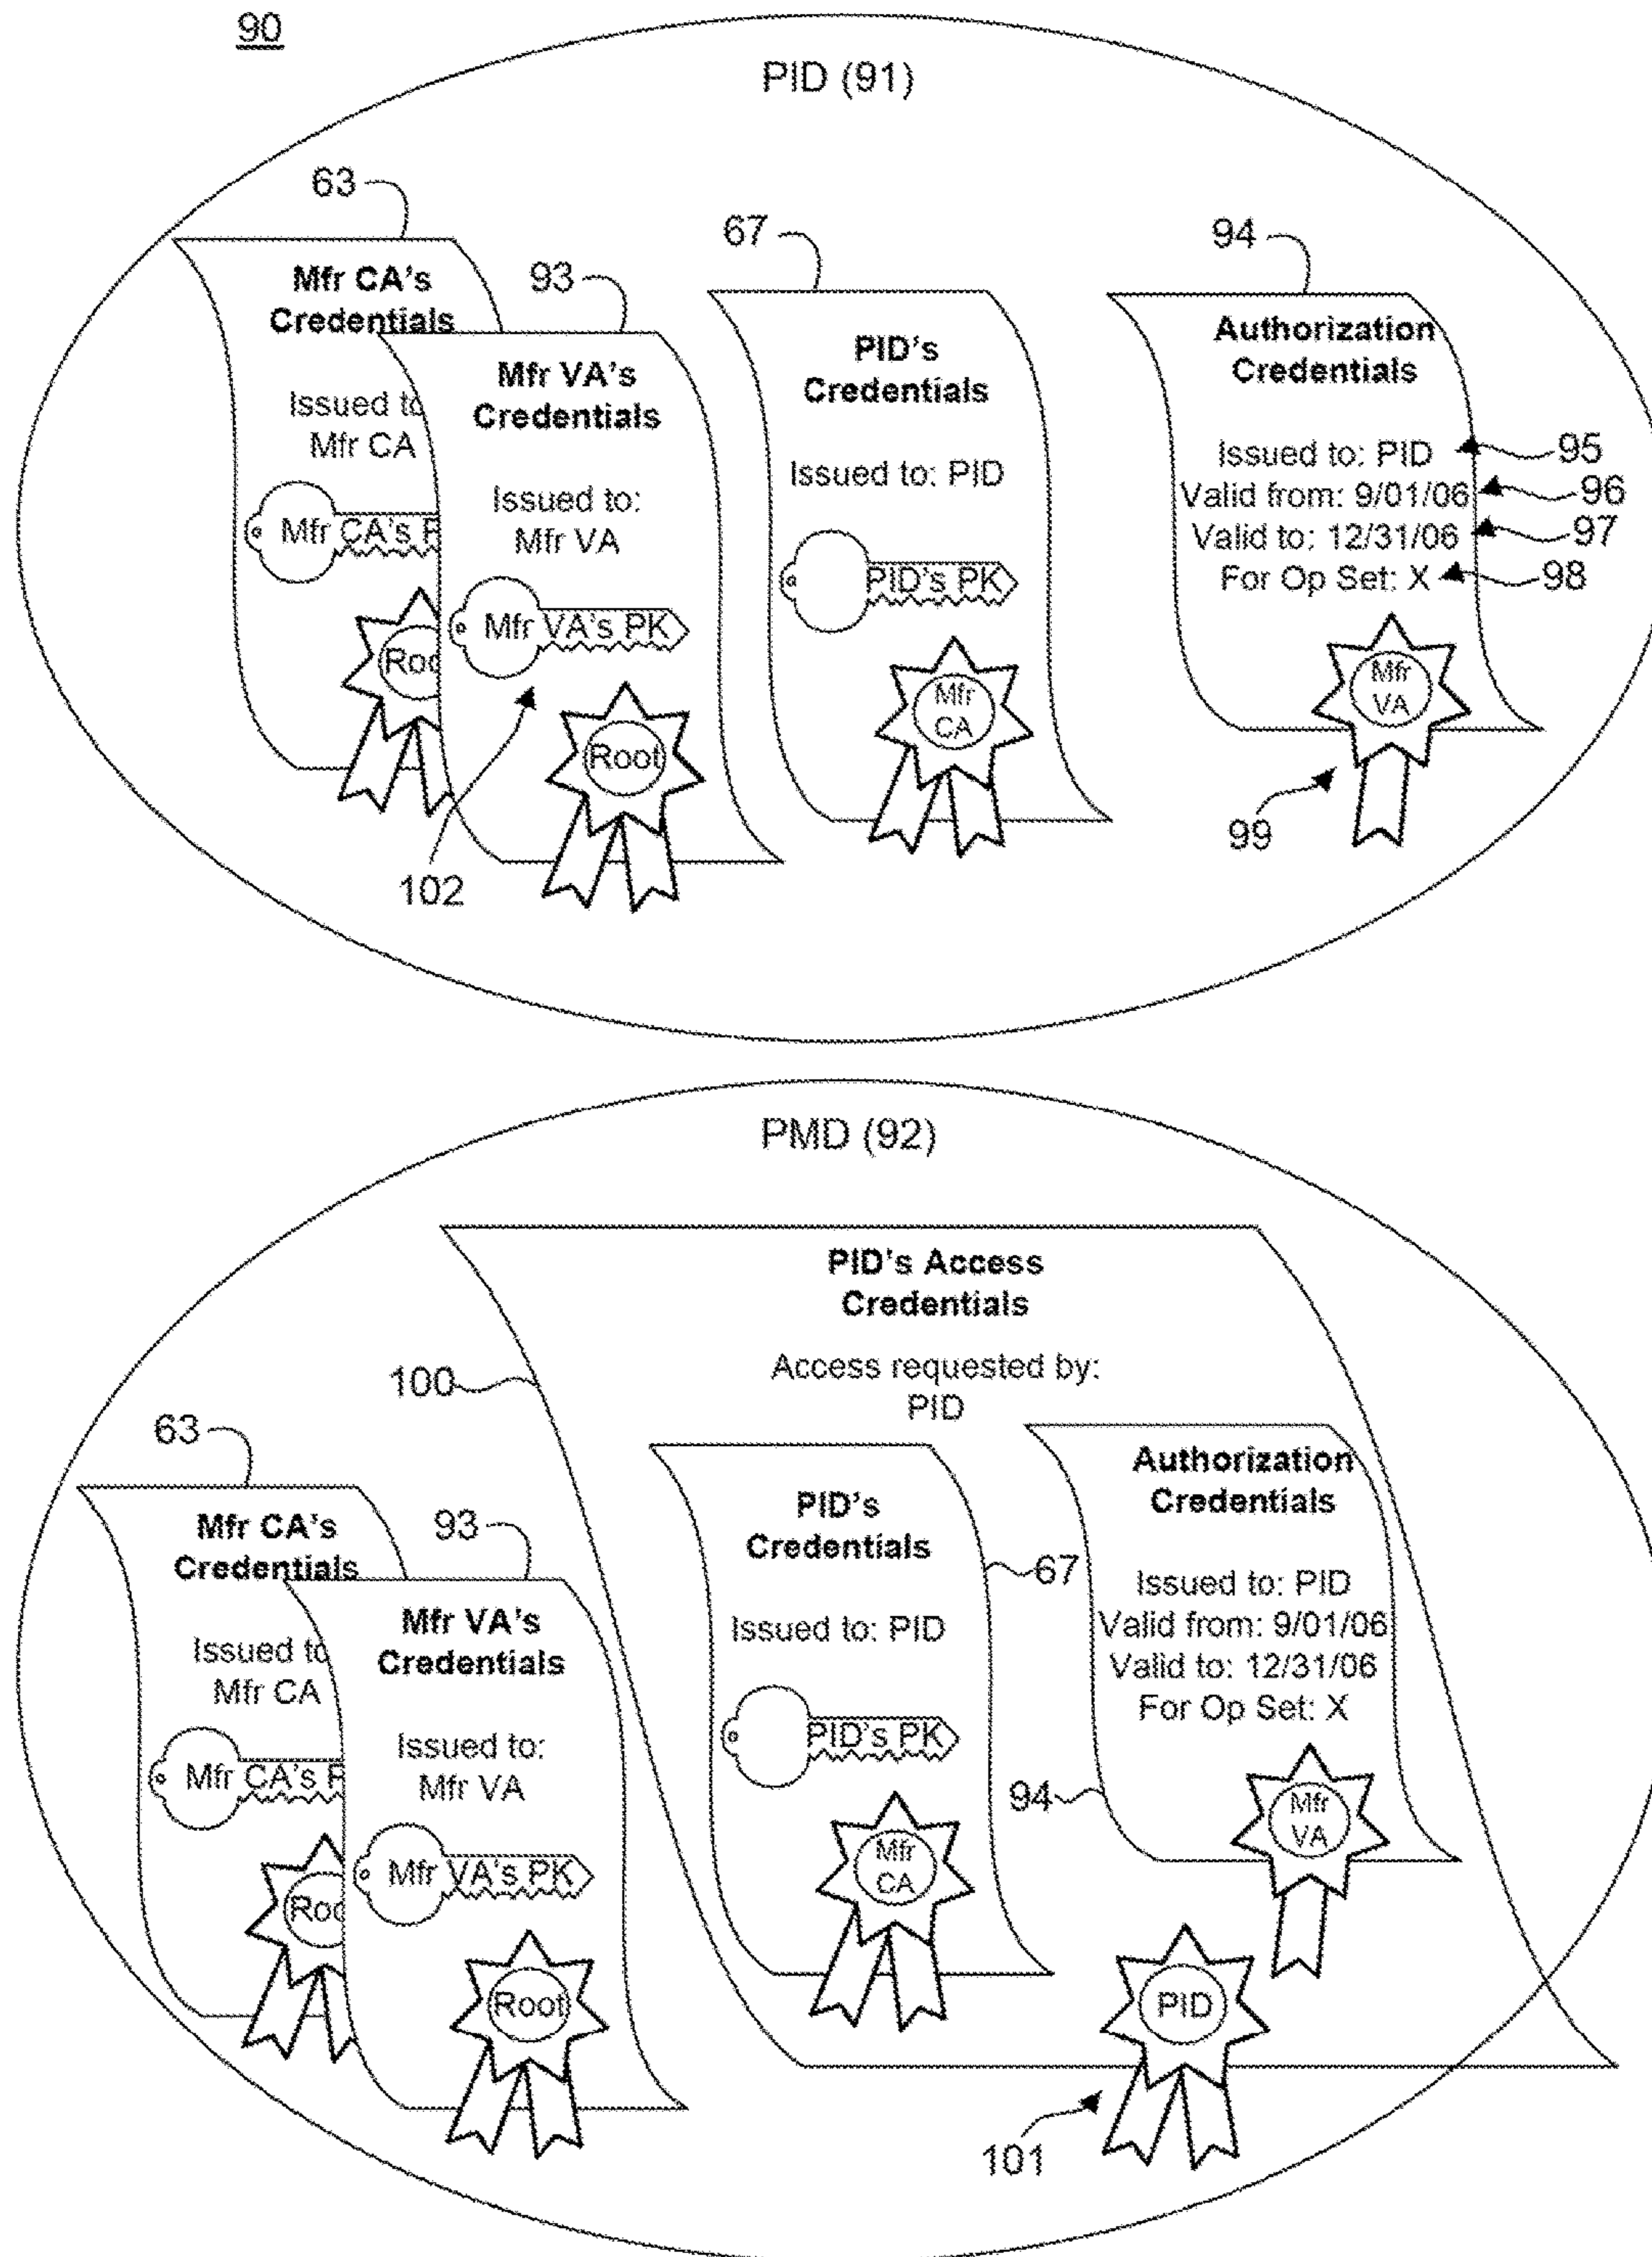 90
PID (91)
63
Mfr CA's
Credentials
Issued to
Mfr CA
Mfr CA's P
Roo
93
Mfr VA's
Credentials
Issued to:
Mfr VA
Mfr VA's PK
Root
102
67
PID's
Credentials
Issued to: PID
PID's PK
Mfr
CA
94
Authorization
Credentials
Issued to: PID
95
Valid from: 9/01/06
96
Valid to: 12/31/06
97
For Op Set: X
98
Mfr
VA
99
PMD (92)
PID's Access
Credentials
100
Access requested by:
PID
63
Mfr CA's
Credentials
Issued to
Mfr CA
Mfr CA's P
Roo
93
Mfr VA's
Credentials
Issued to:
Mfr VA
Mfr VA's PK
Root
PID's
Credentials
67
Issued to: PID
PID's PK
Mfr
CA
Authorization
Credentials
Issued to: PID
Valid from: 9/01/06
Valid to: 12/31/06
For Op Set: X
94
Mfr
VA
PID
101